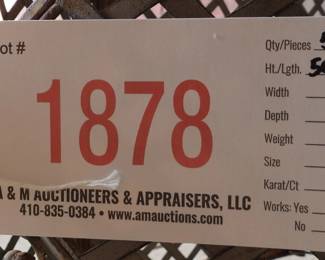 ot #
1878
A & M AUCTIONEERS & APPRAISERS, LLC
410-835-0384 • www.amauctions.com
Qty/Pieces
Ht./Lgth.
Width
Depth
Weight
Size
Karat/Ct
Works: Yes
No